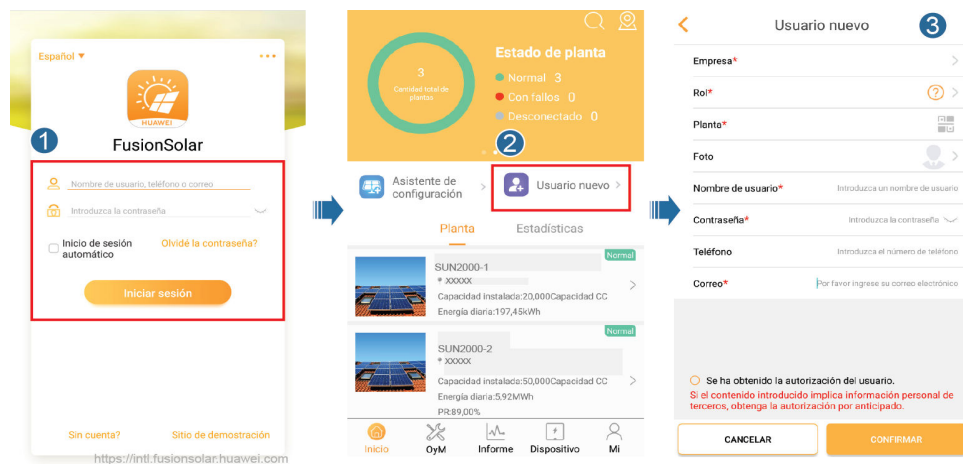 Español
HUAWEI
1
FusionSolar
Nombre de usuario, teléfono o correo
Introduzca la contraseña
Inicio de sesión
automático
Olvidé la contraseña?
Iniciar sesión
Sin cuenta?
Sitio de demostración
https://intl.fusionsolar.huawei.com
3
Cantidad total de
plantas
Estado de planta
Normal 3
Con fallos 0
Desconectado 0
2
Asistente de
configuración
Usuario nuevo
Planta
Estadísticas
Normal
SUN2000-1
* XXXXX
Capacidad instalada:20,000Capacidad CC
Energía diaria:197,45kWh
Normal
SUN2000-2
* XXXXX
Capacidad instalada:50,000Capacidad CC
Energía diaria:5,92MWh
PR:89,00%
Inicio
OyM
Informe
Dispositivo
Mi
Usuario nuevo
3
Empresa*
Rol*
?
Planta*
Foto
Nombre de usuario*
Introduzca un nombre de usuario
Contraseña*
Introduzca la contraseña
Teléfono
Introduzca el número de teléfono
Correo*
Por favor ingrese su correo electrónico
Se ha obtenido la autorización del usuario.
Si el contenido introducido implica información personal de
terceros, obtenga la autorización por anticipado.
CANCELAR
CONFIRMAR